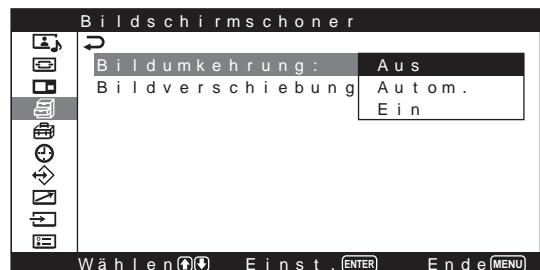 Bildschirmschoner
Bildumkehrung: Aus
Bildverschiebung Autom.
Ein
Wählen Einst. ENTER Ende MENU